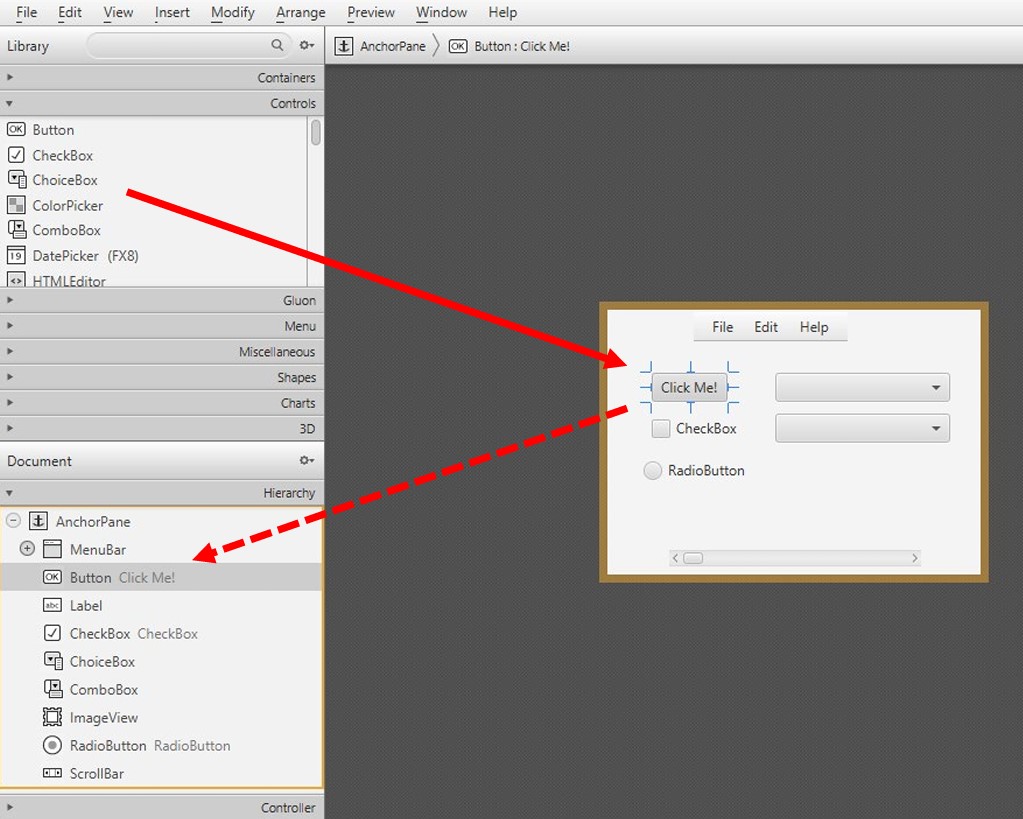 File Edit View Insert Modify Arrange Preview Window Help
Library
AnchorPane Button : Click Me!
Containers
Controls
OK Button
CheckBox
ChoiceBox
ColorPicker
ComboBox
19 DatePicker (FX8)
HTMLEditor
Gluon
Menu
Miscellaneous
Shapes
Charts
3D
Document
Hierarchy
AnchorPane
MenuBar
OK Button Click Me!
abc Label
CheckBox CheckBox
ChoiceBox
ComboBox
ImageView
RadioButton RadioButton
ScrollBar
Controller
File Edit Help
Click Me!
CheckBox
RadioButton